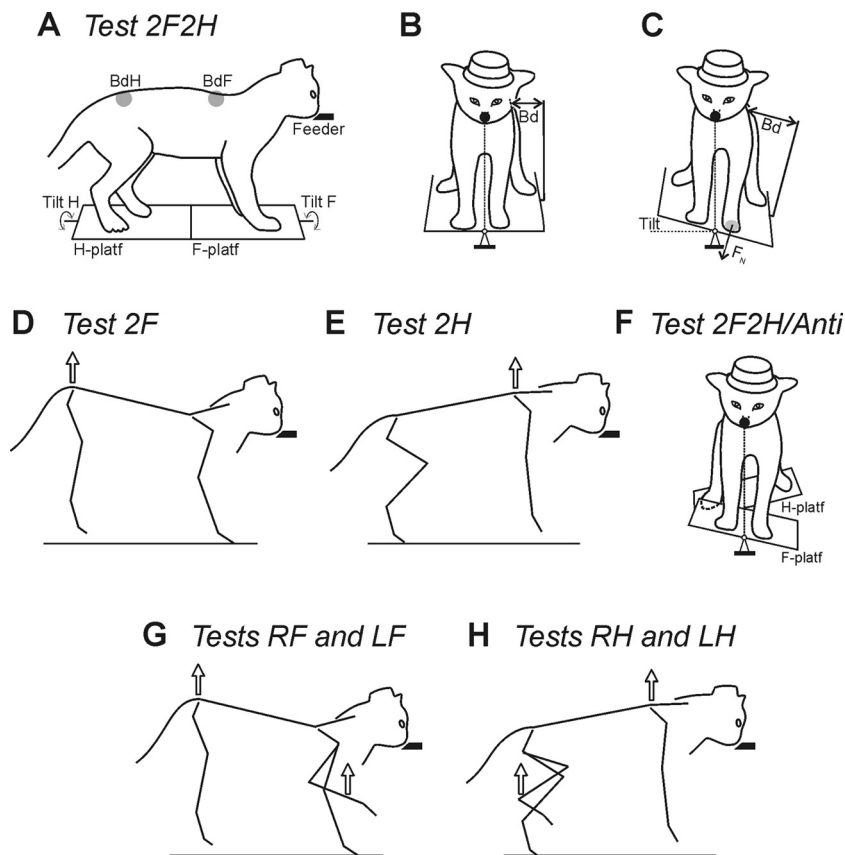 A Test 2F2H
BdH
BdF
Feeder
Tilt H
Tilt F
H-platf
F-platf
B
Bd
C
Bd
Tilt
F_N
D Test 2F
E Test 2H
F Test 2F2H/Anti
H-platf
F-platf
G Tests RF and LF
H Tests RH and LH